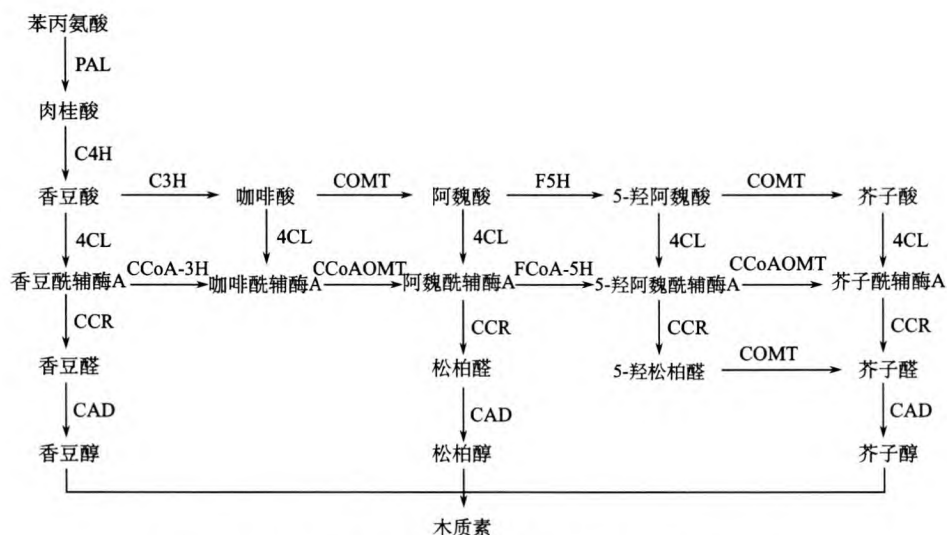 苯丙氨酸
PAL
肉桂酸
C4H
香豆酸 C3H 咖啡酸 COMT 阿魏酸 F5H 5-羟阿魏酸 COMT 芥子酸
4CL 4CL 4CL 4CL 4CL
香豆酰辅酶A CCoA-3H 咖啡酰辅酶A CCoAOMT 阿魏酰辅酶A FCoA-5H 5-羟阿魏酰辅酶A CCoAOMT 芥子酰辅酶A
CCR CCR CCR CCR
香豆醛 松柏醛 5-羟松柏醛 COMT 芥子醛
CAD CAD CAD
香豆醇 松柏醇 芥子醇
木质素